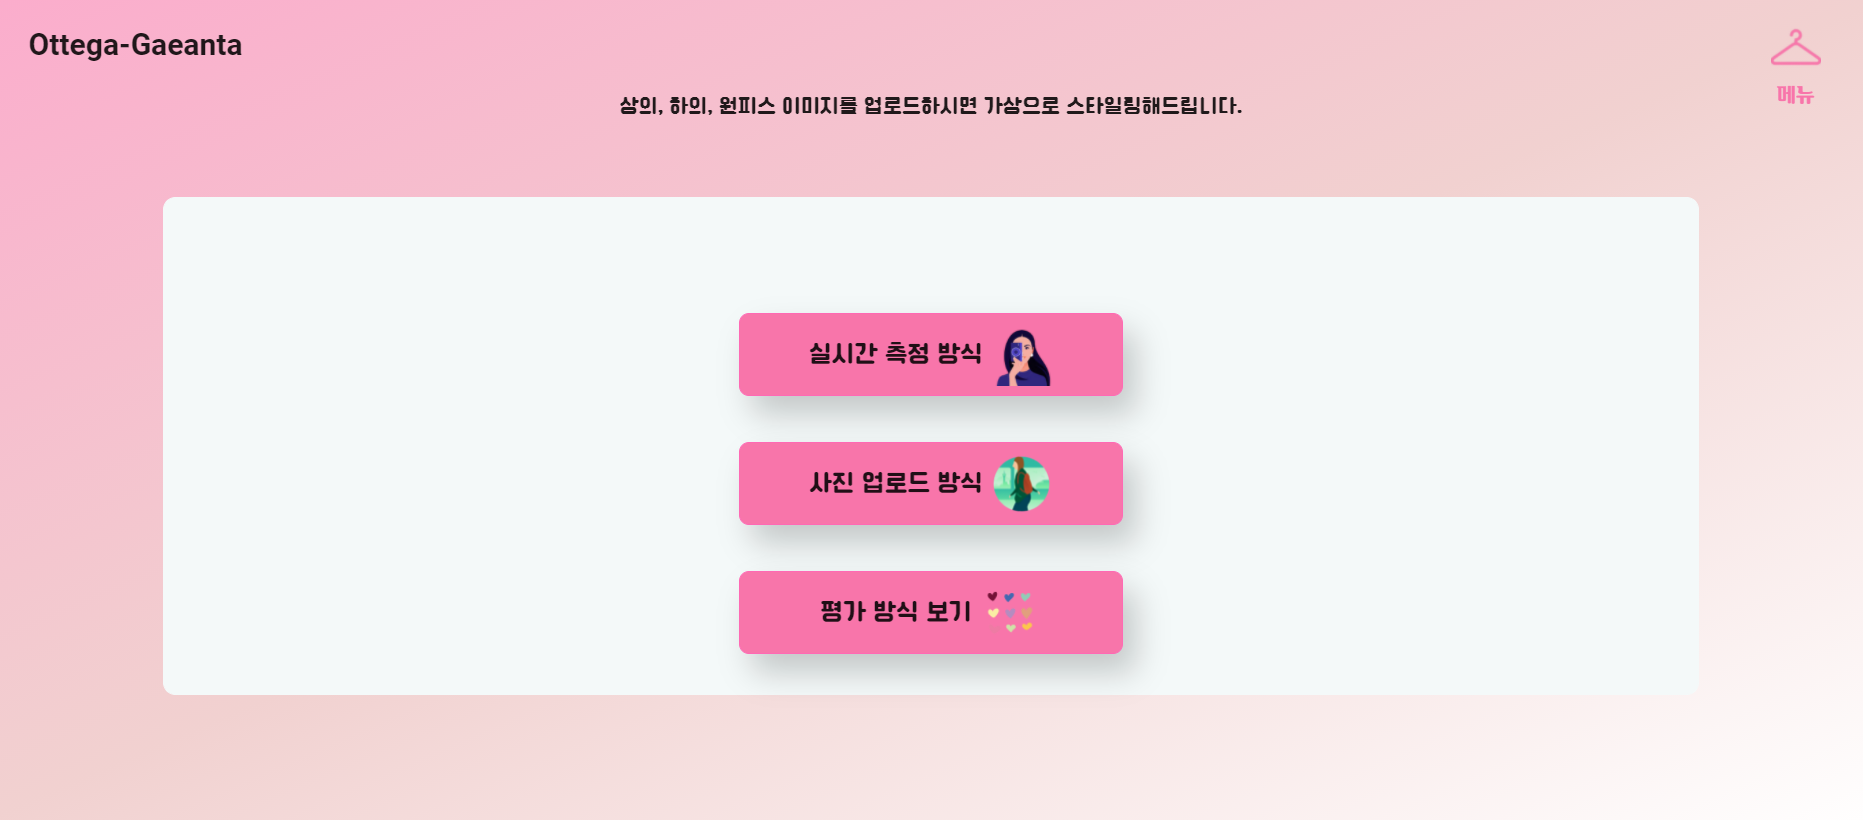 Ottega-Gaeanta
메뉴
상의, 하의, 원피스 이미지를 업로드하시면 가상으로 스타일링해드립니다.
실시간 측정 방식
사진 업로드 방식
평가 방식 보기